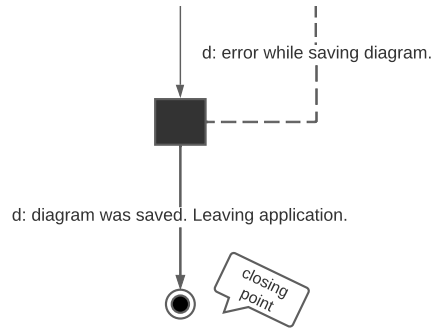 d: error while saving diagram.
d: diagram was saved. Leaving application.
closing
point